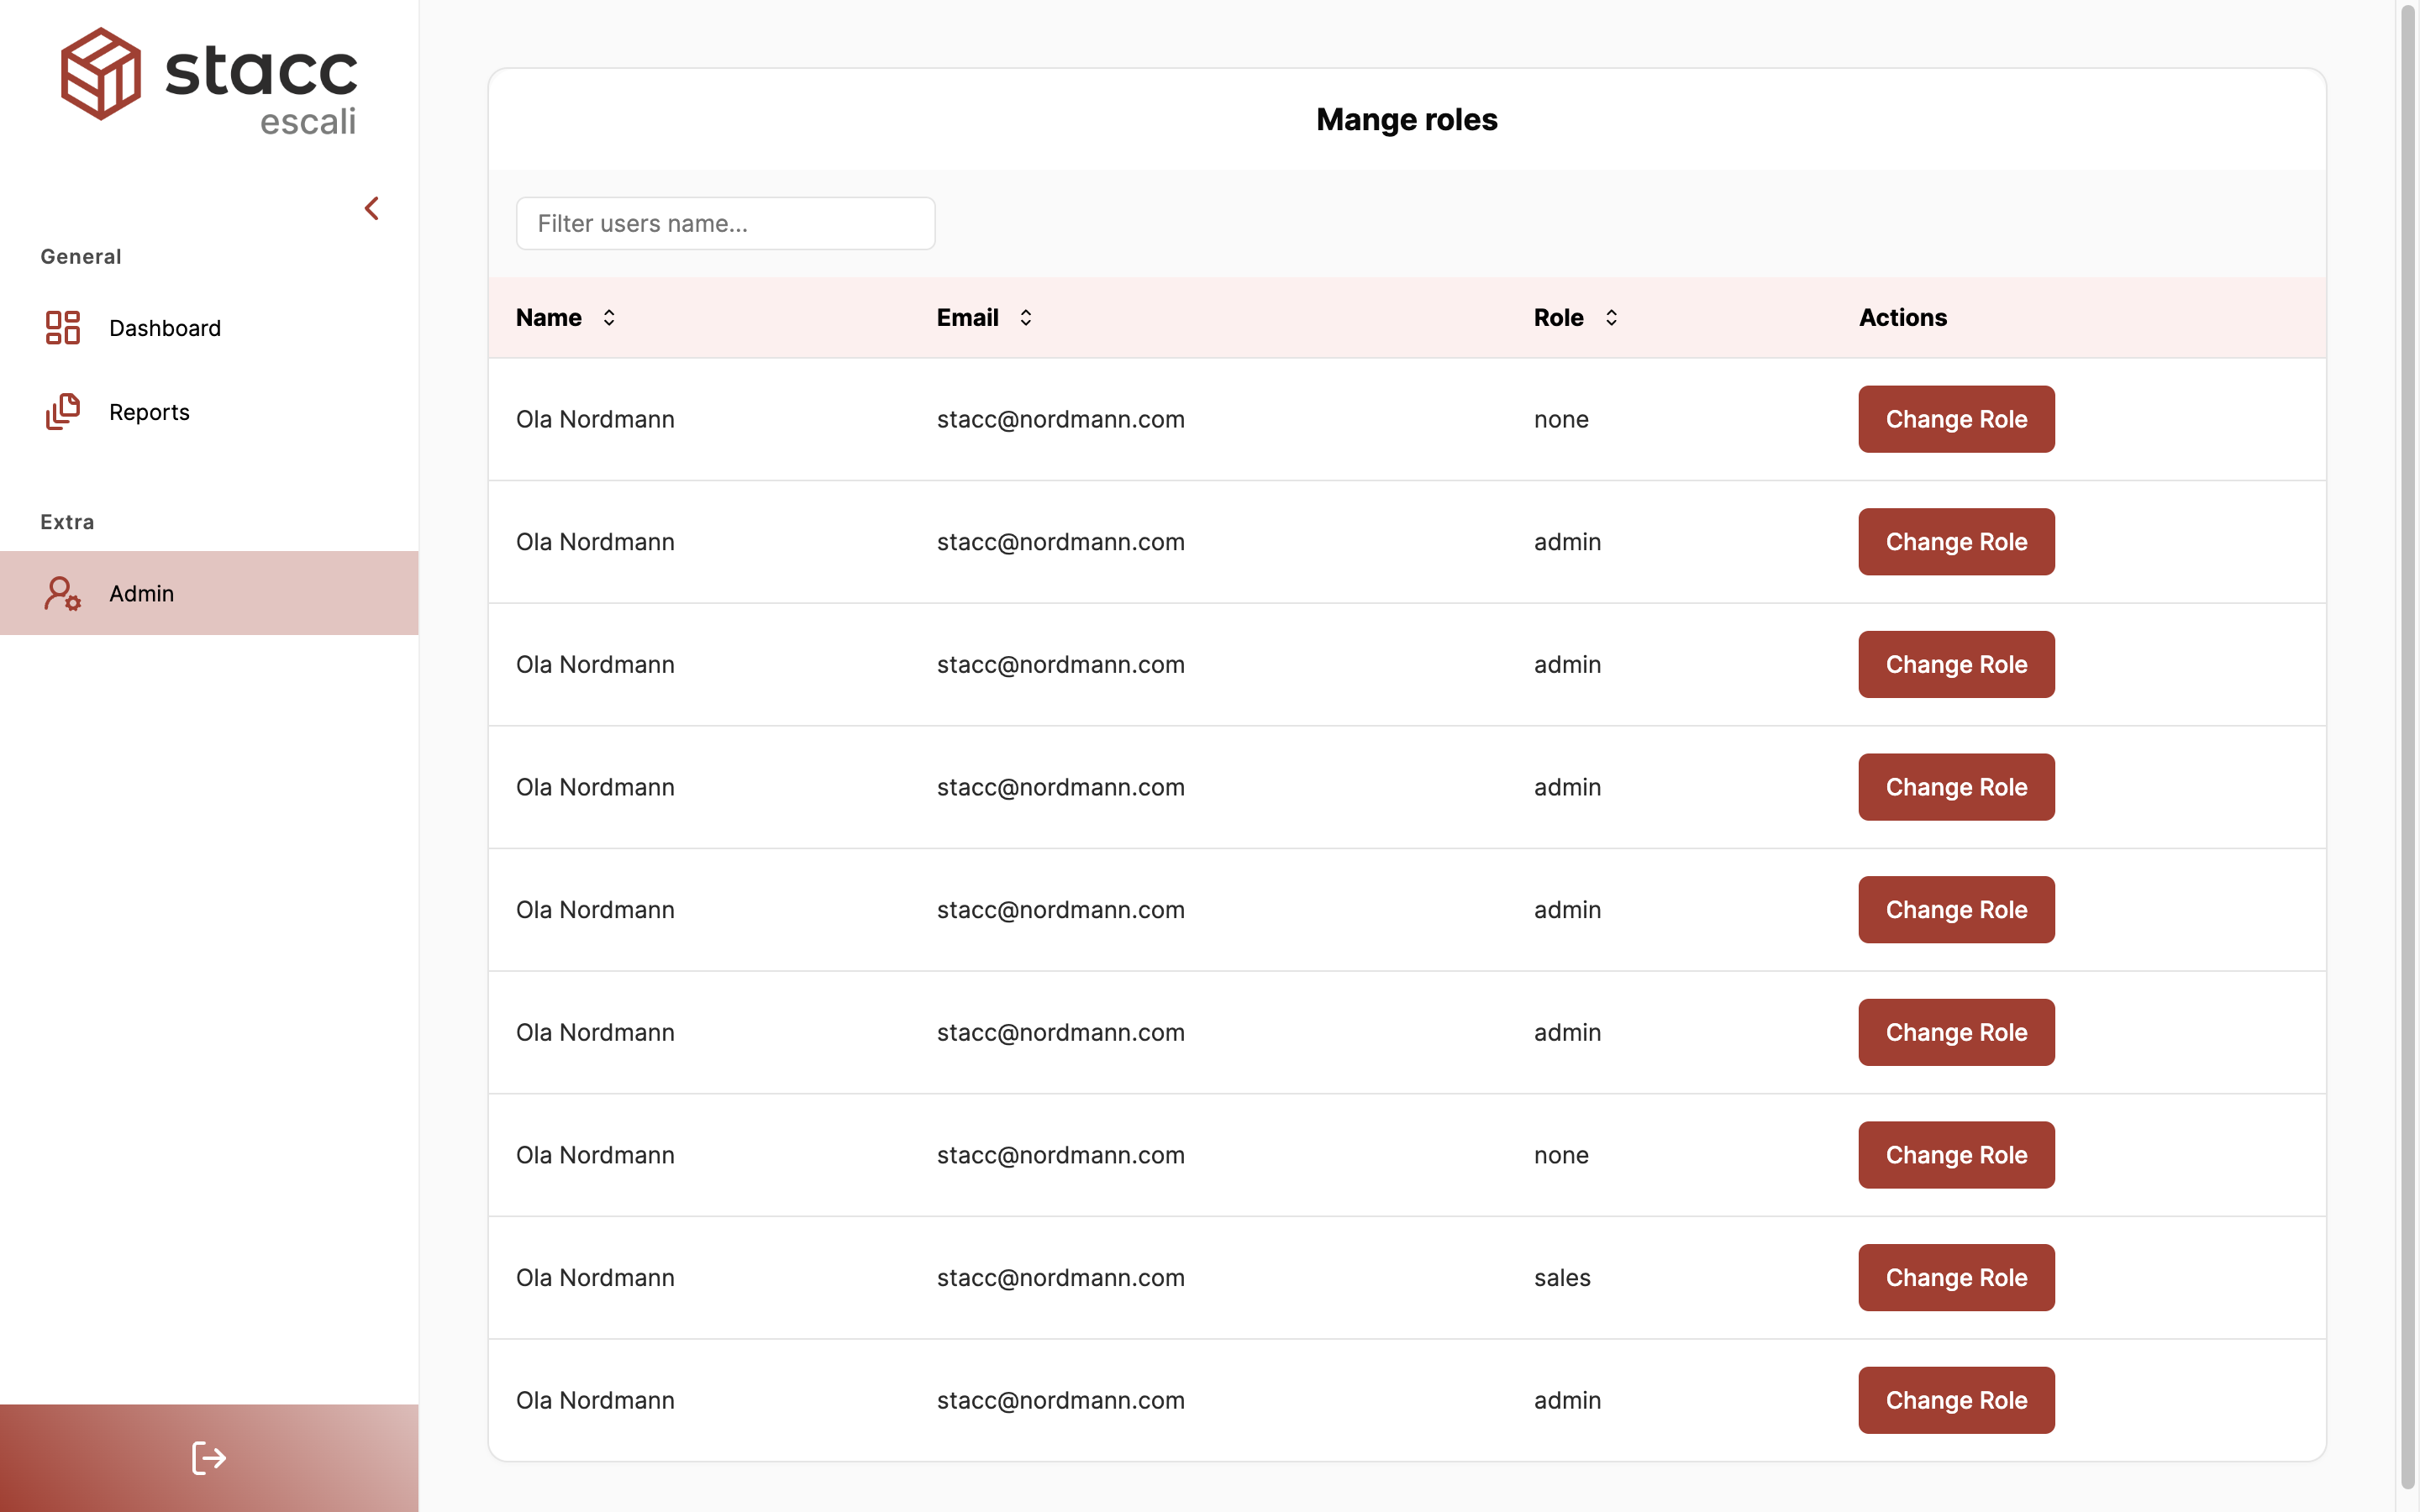 stacc
escali
General
Dashboard
Reports
Extra
Admin
Mange roles
Filter users name...
Name Email Role Actions
Ola Nordmann stacc@nordmann.com none Change Role
Ola Nordmann stacc@nordmann.com admin Change Role
Ola Nordmann stacc@nordmann.com admin Change Role
Ola Nordmann stacc@nordmann.com admin Change Role
Ola Nordmann stacc@nordmann.com admin Change Role
Ola Nordmann stacc@nordmann.com admin Change Role
Ola Nordmann stacc@nordmann.com none Change Role
Ola Nordmann stacc@nordmann.com sales Change Role
Ola Nordmann stacc@nordmann.com admin Change Role